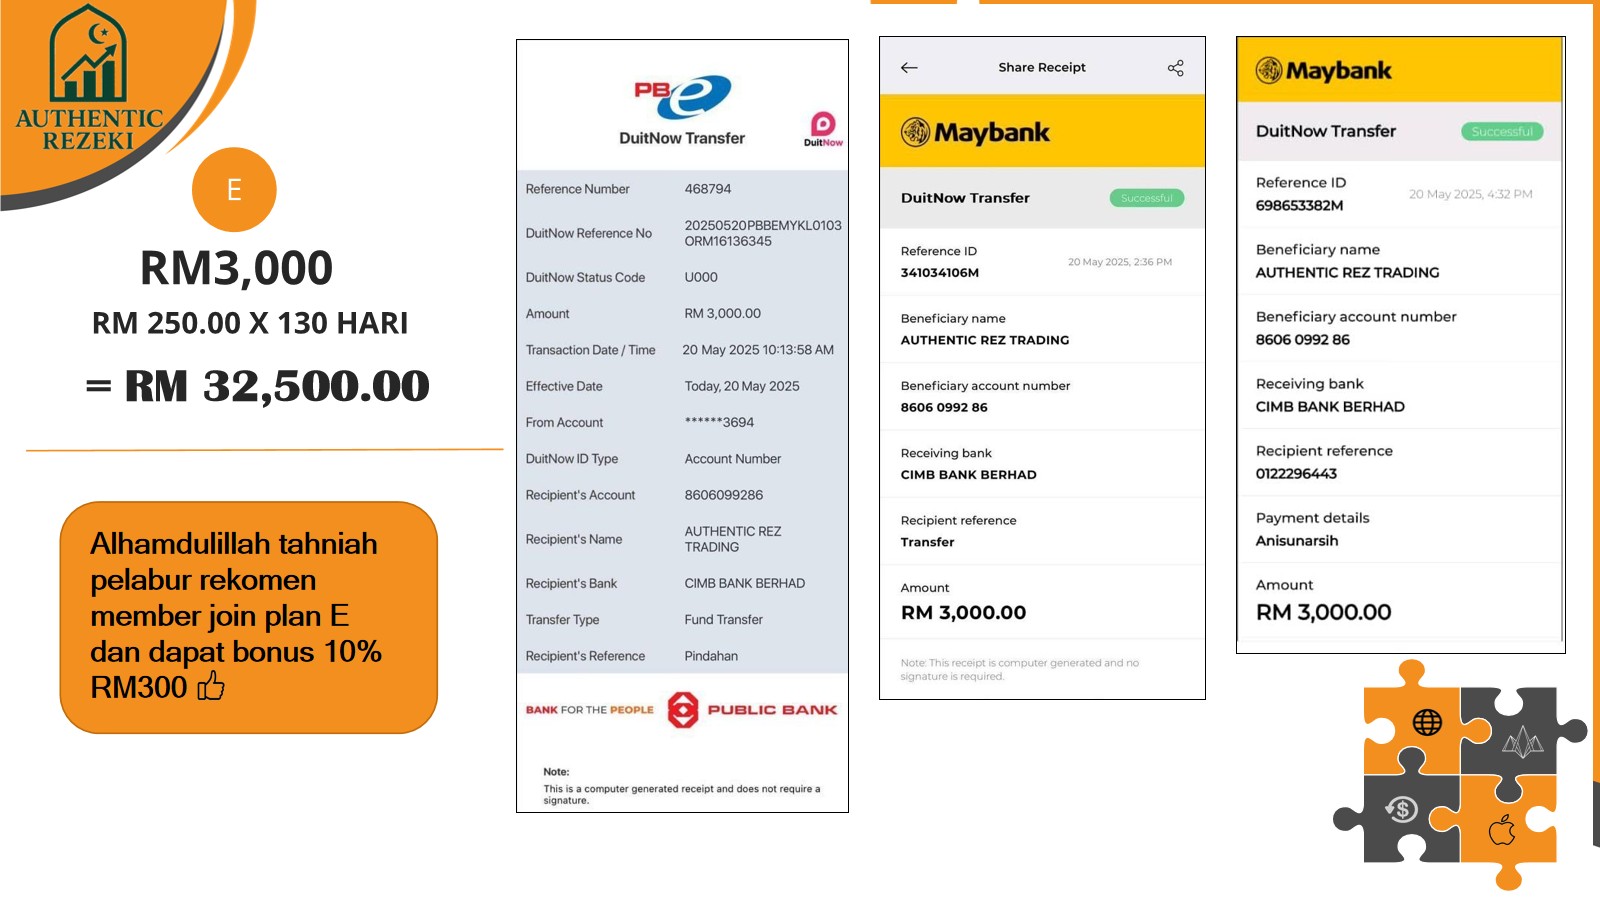 AUTHENTIC
REZEKI
E
RM3,000
RM 250.00 X 130 HARI
= RM 32,500.00
Alhamdulillah tahniah
pelabur rekomen
member join plan E
dan dapat bonus 10%
RM300
PBe
DuitNow Transfer
DuitNow
Reference Number 468794
DuitNow Reference No 20250520PBBEMYKL0103
ORM16136345
DuitNow Status Code U000
Amount RM 3,000.00
Transaction Date / Time 20 May 2025 10:13:58 AM
Effective Date Today, 20 May 2025
From Account ******3694
DuitNow ID Type Account Number
Recipient's Account 8606099286
Recipient's Name AUTHENTIC REZ
TRADING
Recipient's Bank CIMB BANK BERHAD
Transfer Type Fund Transfer
Recipient's Reference Pindahan
BANK FOR THE PEOPLE PUBLIC BANK
Note:
This is a computer generated receipt and does not require a
signature.
Share Receipt
Maybank
DuitNow Transfer Successful
Reference ID
341034106M 20 May 2025, 2:36 PM
Beneficiary name
AUTHENTIC REZ TRADING
Beneficiary account number
8606 0992 86
Receiving bank
CIMB BANK BERHAD
Recipient reference
Transfer
Amount
RM 3,000.00
Note: This receipt is computer generated and no
signature is required.
Maybank
DuitNow Transfer Successful
Reference ID
698653382M 20 May 2025, 4:32 PM
Beneficiary name
AUTHENTIC REZ TRADING
Beneficiary account number
8606 0992 86
Receiving bank
CIMB BANK BERHAD
Recipient reference
0122296443
Payment details
Anisunarsih
Amount
RM 3,000.00
$